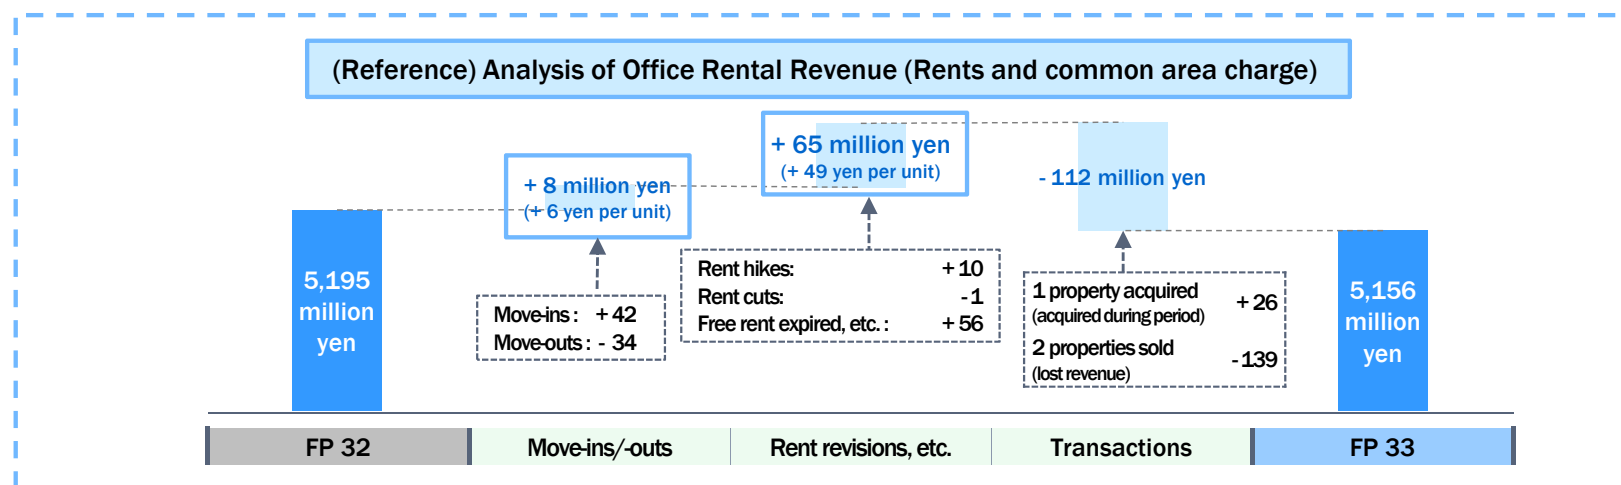 (Reference) Analysis of Office Rental Revenue (Rents and common area charge)
+ 65 million yen
(+ 49 yen per unit)
+ 8 million yen
(+ 6 yen per unit)
- 112 million yen
5,195
million
yen
Move-ins : + 42
Move-outs : - 34
Rent hikes: + 10
Rent cuts: - 1
Free rent expired, etc. : + 56
1 property acquired
(acquired during period)
+ 26
2 properties sold
(lost revenue)
- 139
5,156
million
yen
FP 32
Move-ins/-outs
Rent revisions, etc.
Transactions
FP 33